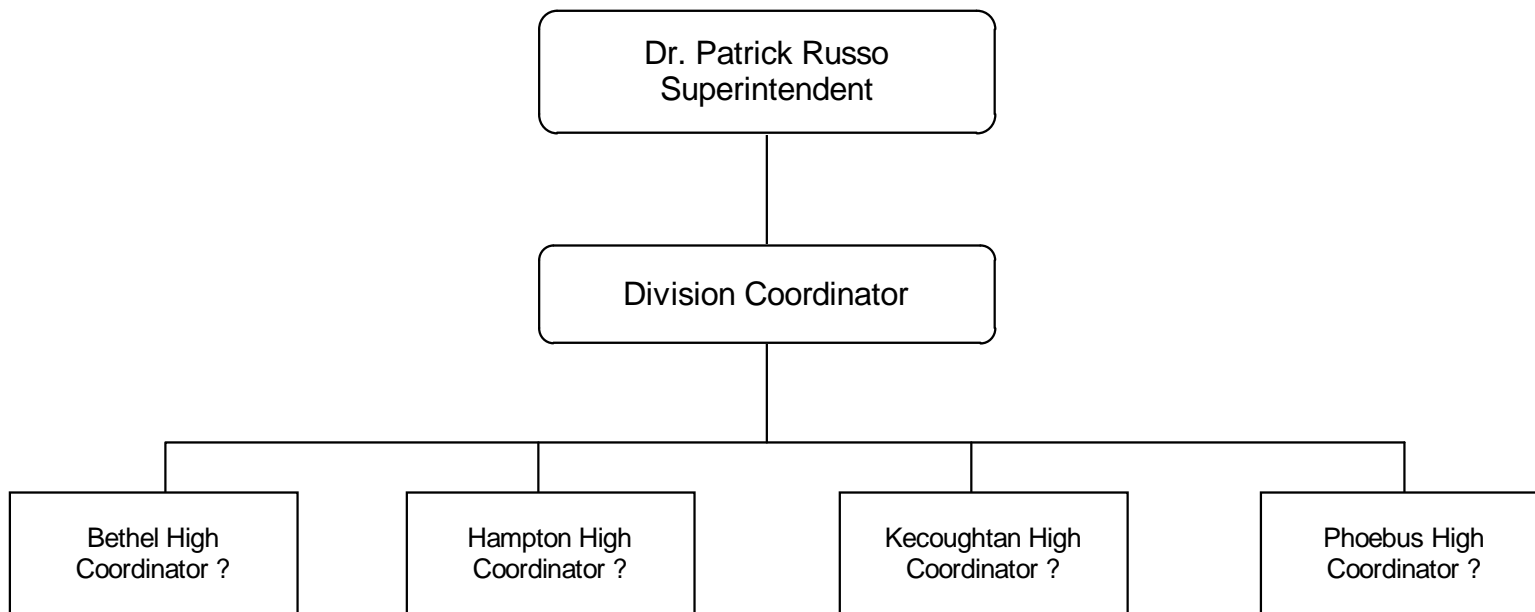 Dr. Patrick Russo
Superintendent
Division Coordinator
Bethel High
Coordinator ?
Hampton High
Coordinator ?
Kecoughtan High
Coordinator ?
Phoebus High
Coordinator ?